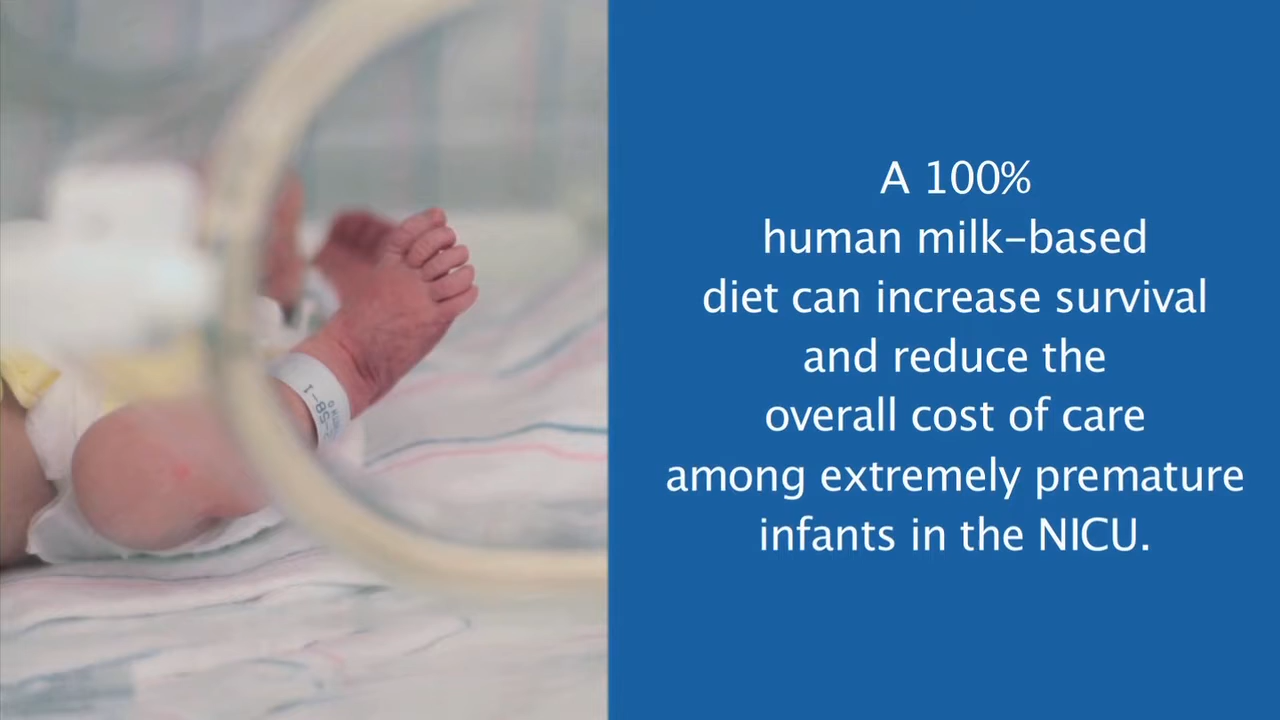 A 100%
human milk-based
diet can increase survival
and reduce the
overall cost of care
among extremely premature
infants in the NICU.